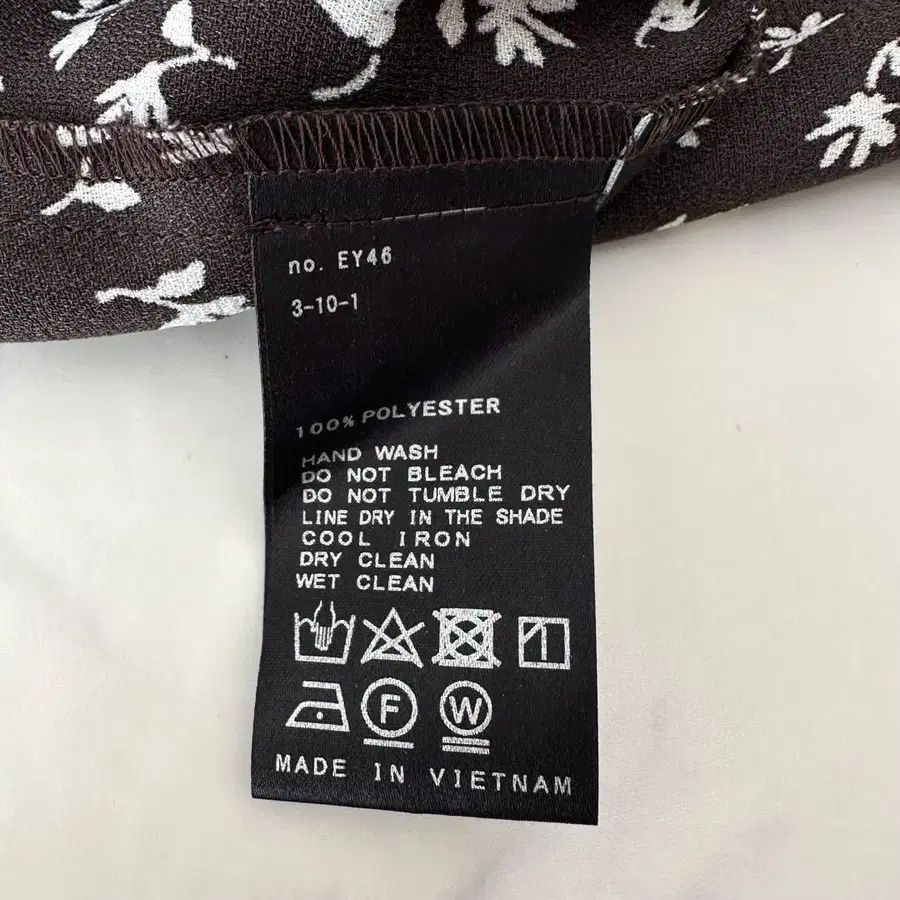 no. EY46
3-10-1
100% POLYESTER
HAND WASH
DO NOT BLEACH
DO NOT TUMBLE DRY
LINE DRY IN THE SHADE
COOL IRON
DRY CLEAN
WET CLEAN
F W
MADE IN VIETNAM